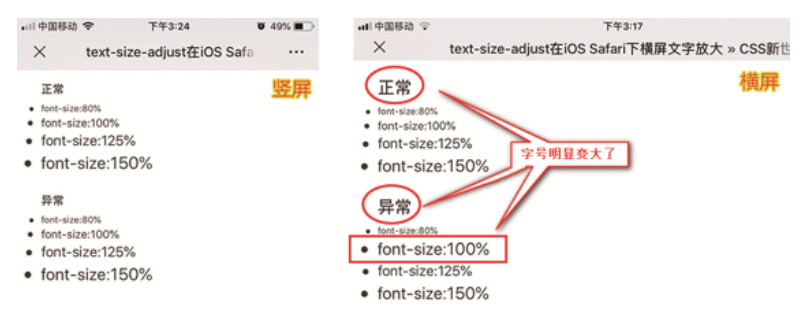 中国移动 下午3:24 49%
text-size-adjust在iOS Safa ...
竖屏
正常
font-size:80%
font-size:100%
font-size:125%
font-size:150%
异常
font-size:80%
font-size:100%
font-size:125%
font-size:150%
中国移动 下午3:17
text-size-adjust在iOS Safari下横屏文字放大 » CSS新世
横屏
正常
font-size:80%
font-size:100%
font-size:125%
字号明显变大了
font-size:150%
异常
font-size:80%
font-size:100%
font-size:125%
font-size:150%